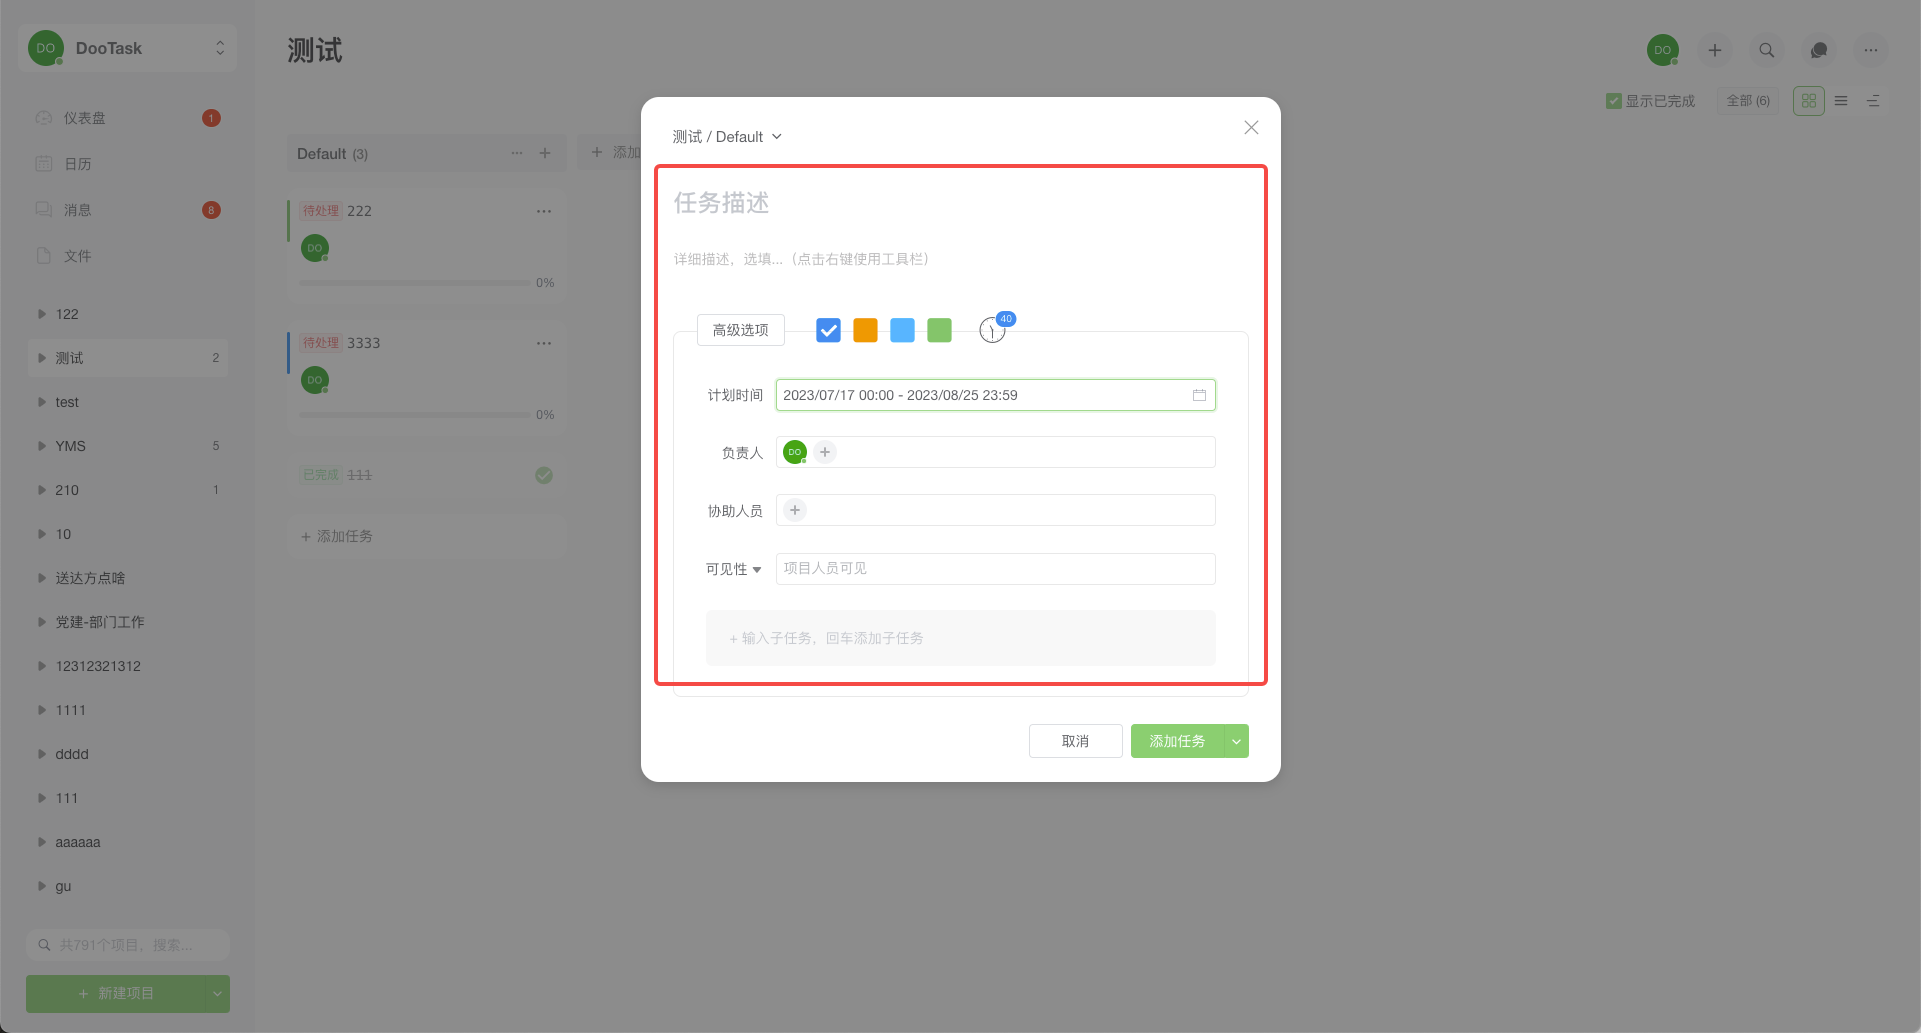 DO DooTask
仪表盘 1
日历
消息 8
文件
122
测试 2
test
YMS 5
210 1
10
送达方点啥
党建-部门工作
12312321312
1111
dddd
111
aaaaaa
gu
共791个项目，搜索...
+ 新建项目
测试
DO
显示已完成 全部 (6)
Default (3)
+ 添加
待处理 222
DO
0%
待处理 3333
DO
0%
已完成 111
+ 添加任务
测试 / Default
任务描述
详细描述，选填...（点击右键使用工具栏）
高级选项 40
计划时间 2023/07/17 00:00 - 2023/08/25 23:59
负责人 DO +
协助人员 +
可见性 项目人员可见
+ 输入子任务，回车添加子任务
取消 添加任务